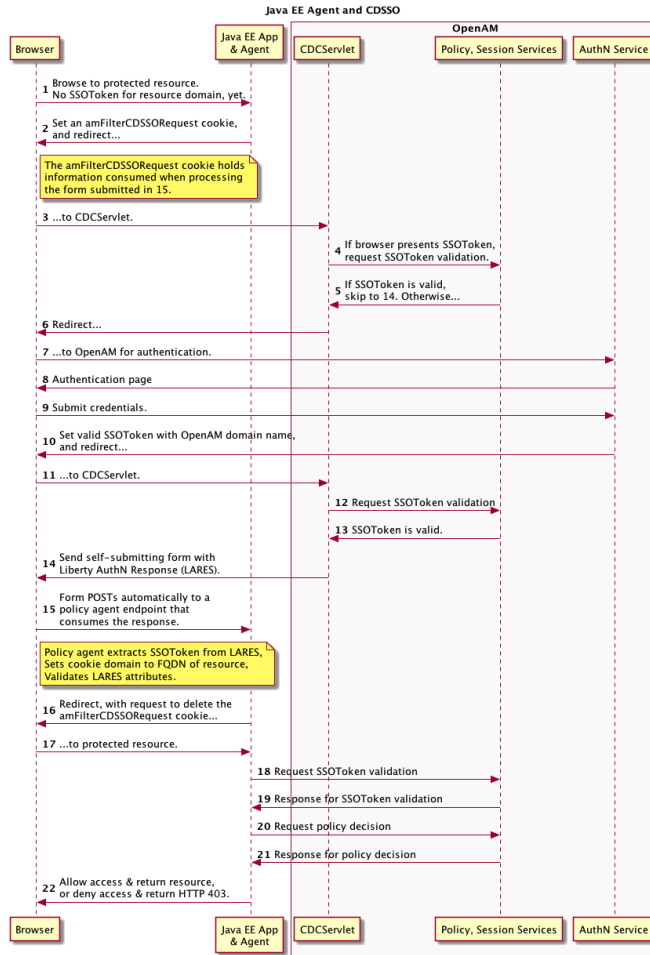 Java EE Agent and CDSSO
OpenAM
Browser
Java EE App
& Agent
CDCServlet
Policy, Session Services
AuthN Service
1 Browse to protected resource.
No SSOToken for resource domain, yet.
2 Set an amFilterCDSSORequest cookie,
and redirect...
The amFilterCDSSORequest cookie holds
information consumed when processing
the form submitted in 15.
3 ...to CDCServlet.
4 If browser presents SSOToken,
request SSOToken validation.
5 If SSOToken is valid,
skip to 14. Otherwise...
6 Redirect...
7 ...to OpenAM for authentication.
8 Authentication page
9 Submit credentials.
10 Set valid SSOToken with OpenAM domain name,
and redirect...
11 ...to CDCServlet.
12 Request SSOToken validation
13 SSOToken is valid.
14 Send self-submitting form with
Liberty AuthN Response (LARES).
15 Form POSTs automatically to a
policy agent endpoint that
consumes the response.
Policy agent extracts SSOToken from LARES,
Sets cookie domain to FQDN of resource,
Validates LARES attributes.
16 Redirect, with request to delete the
amFilterCDSSORequest cookie...
17 ...to protected resource.
18 Request SSOToken validation
19 Response for SSOToken validation
20 Request policy decision
21 Response for policy decision
22 Allow access & return resource,
or deny access & return HTTP 403.
Browser
Java EE App
& Agent
CDCServlet
Policy, Session Services
AuthN Service